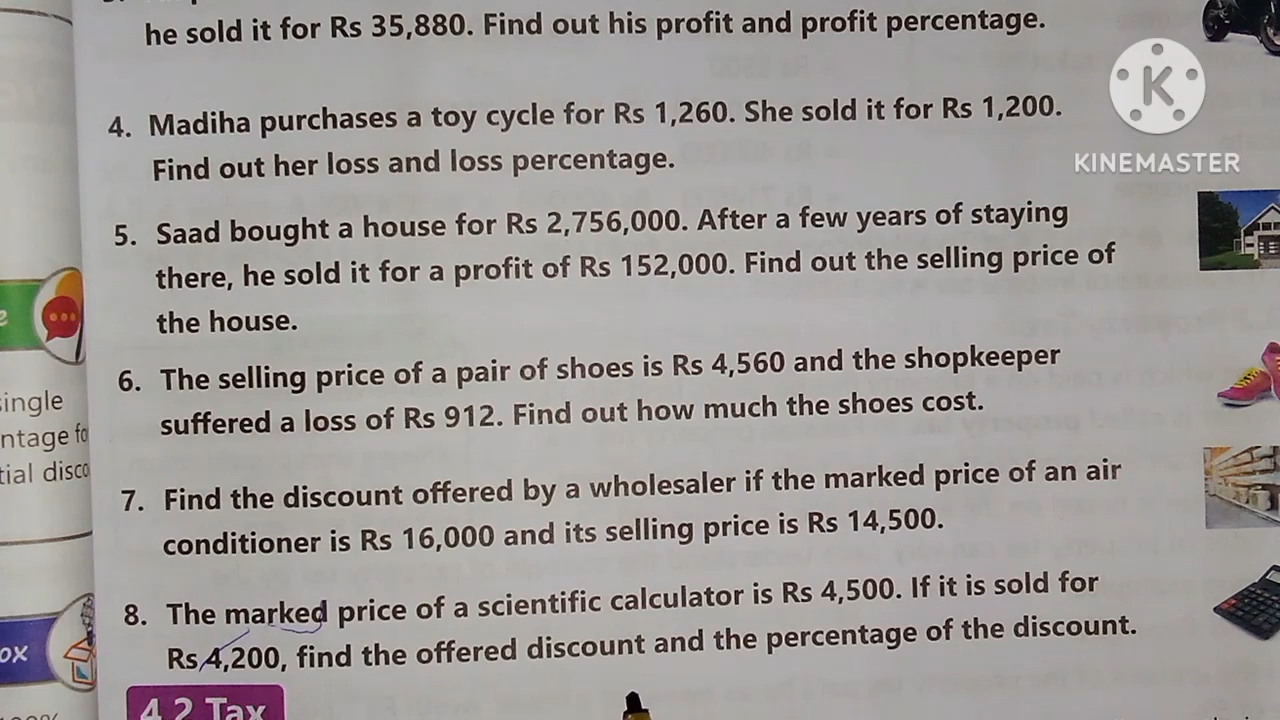 he sold it for Rs 35,880. Find out his profit and profit percentage.
4. Madiha purchases a toy cycle for Rs 1,260. She sold it for Rs 1,200.
Find out her loss and loss percentage.
5. Saad bought a house for Rs 2,756,000. After a few years of staying
there, he sold it for a profit of Rs 152,000. Find out the selling price of
the house.
6. The selling price of a pair of shoes is Rs 4,560 and the shopkeeper
suffered a loss of Rs 912. Find out how much the shoes cost.
7. Find the discount offered by a wholesaler if the marked price of an air
conditioner is Rs 16,000 and its selling price is Rs 14,500.
8. The marked price of a scientific calculator is Rs 4,500. If it is sold for
Rs 4,200, find the offered discount and the percentage of the discount.
4.2 Tax
K
KINEMASTER